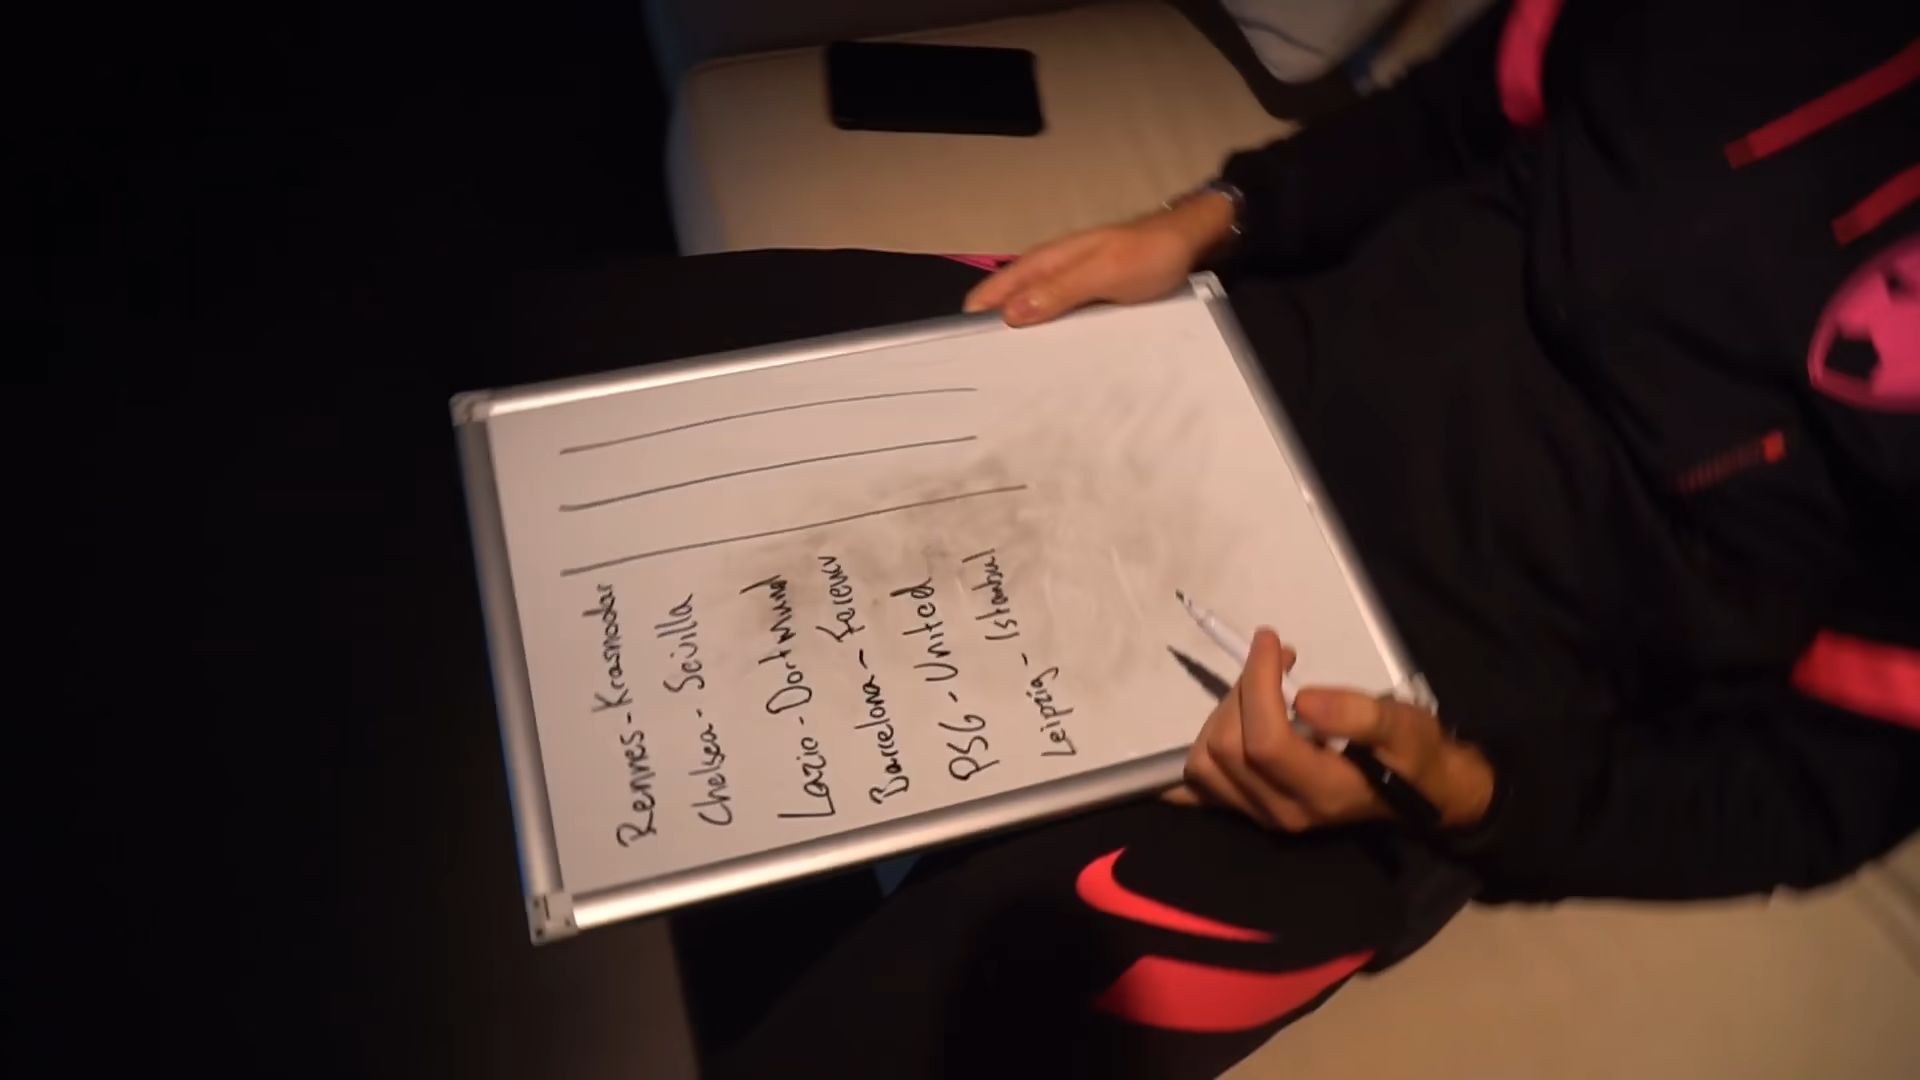 Rennes - Krasnodar
Chelsea - Sevilla
Lazio - Dortmund
Barcelona - Ferencv
PSG - United
Leipzig - Istanbul